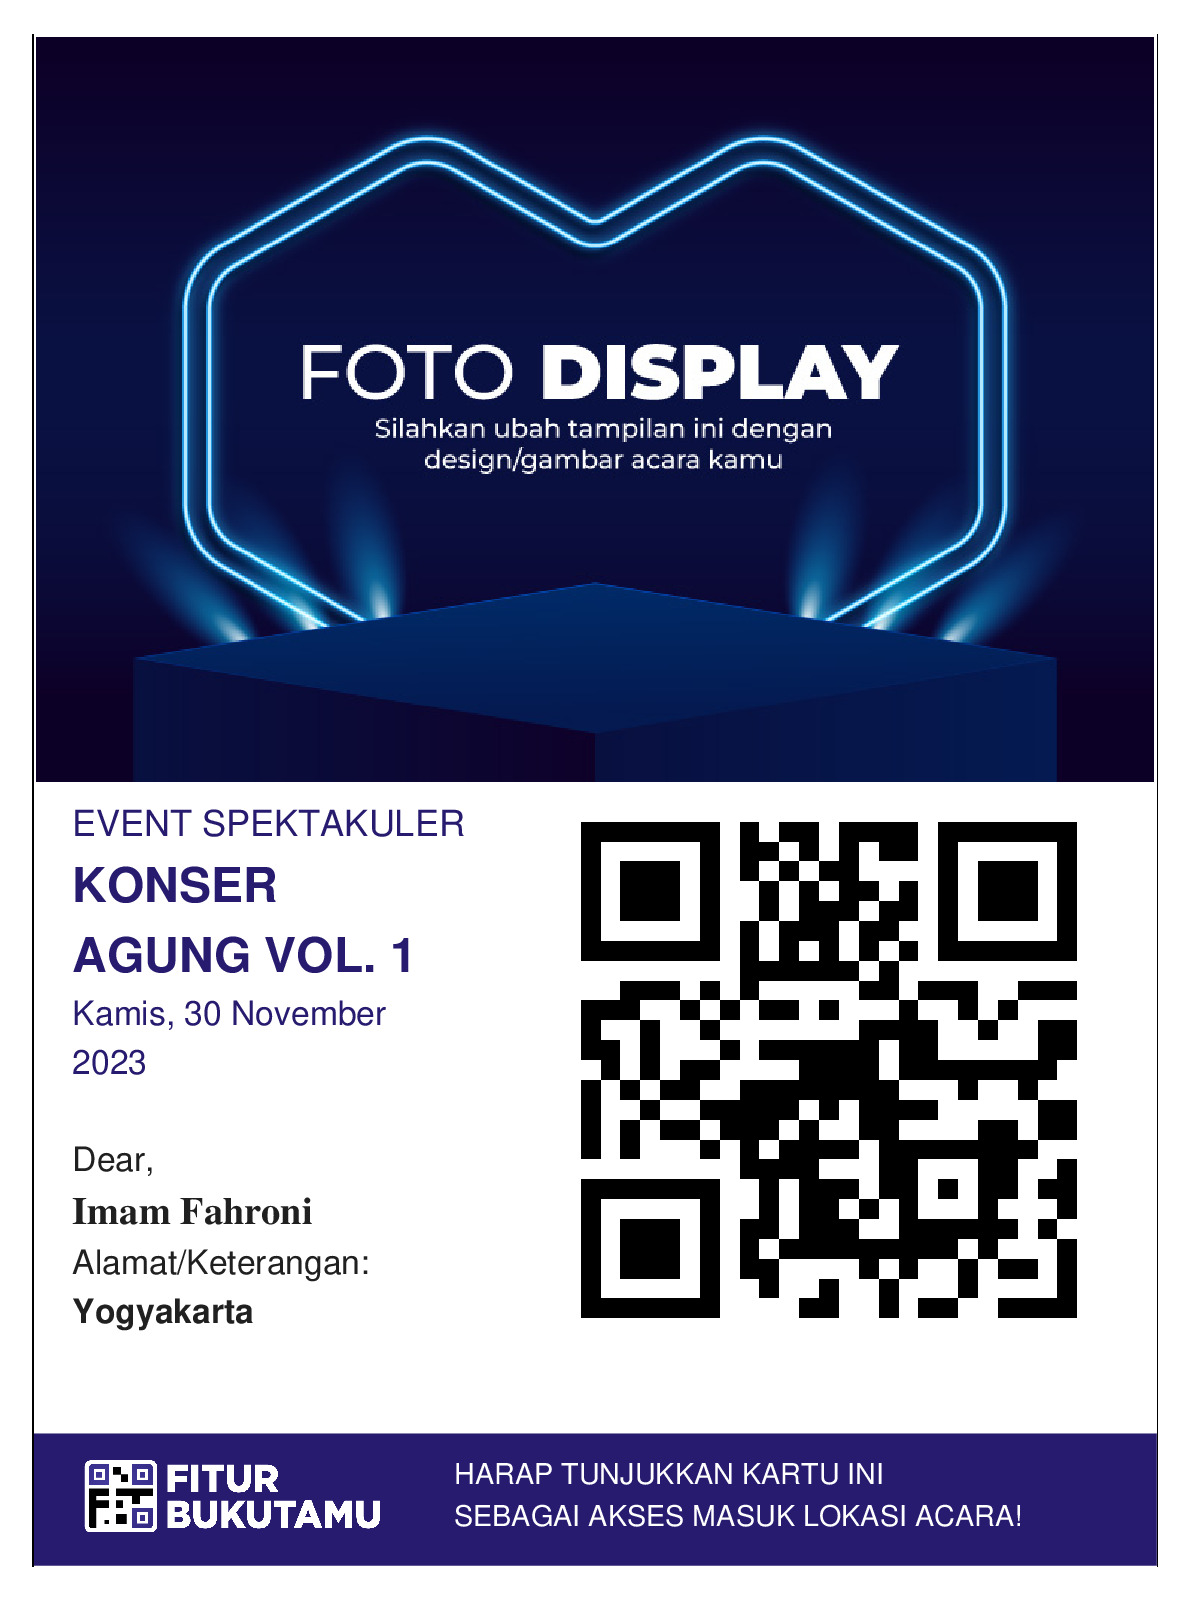 FOTO DISPLAY
Silahkan ubah tampilan ini dengan
design/gambar acara kamu
EVENT SPEKTAKULER
KONSER
AGUNG VOL. 1
Kamis, 30 November
2023
Dear,
Imam Fahroni
Alamat/Keterangan:
Yogyakarta
FITUR
BUKUTAMU
HARAP TUNJUKKAN KARTU INI
SEBAGAI AKSES MASUK LOKASI ACARA!